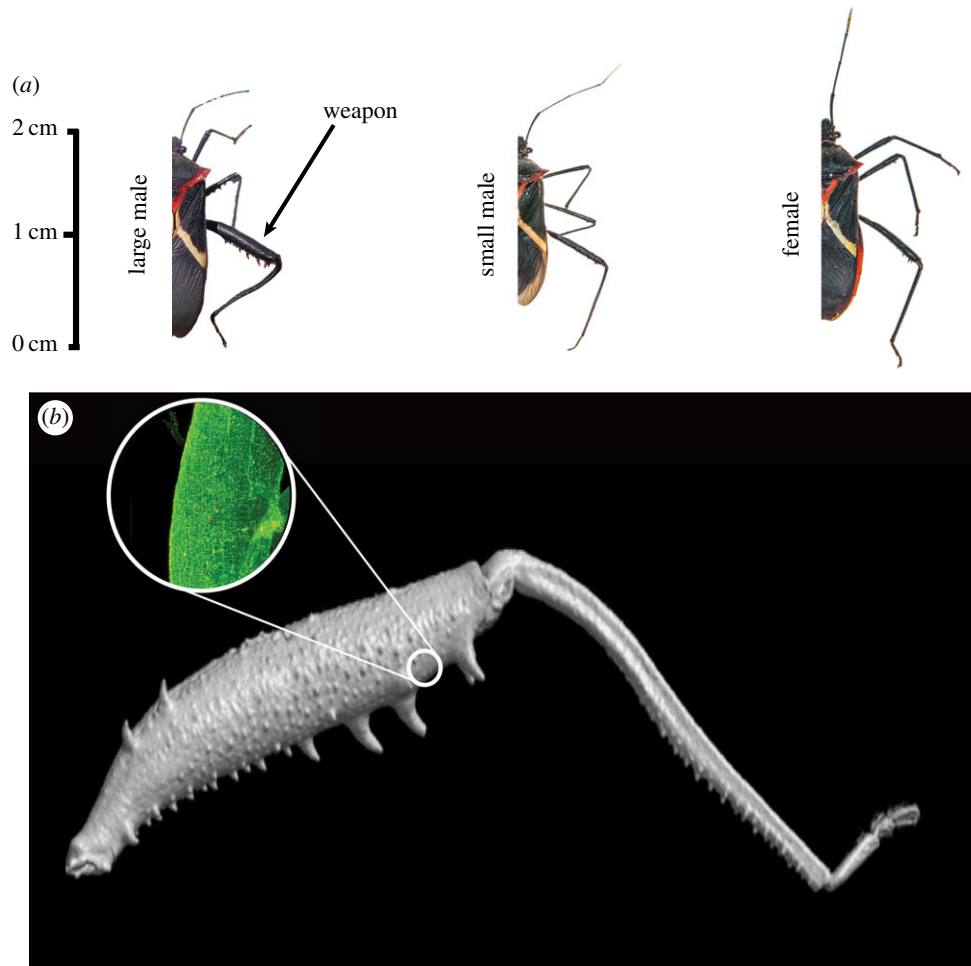 (a)
2 cm
1 cm
0 cm
large male
weapon
small male
female
(b)